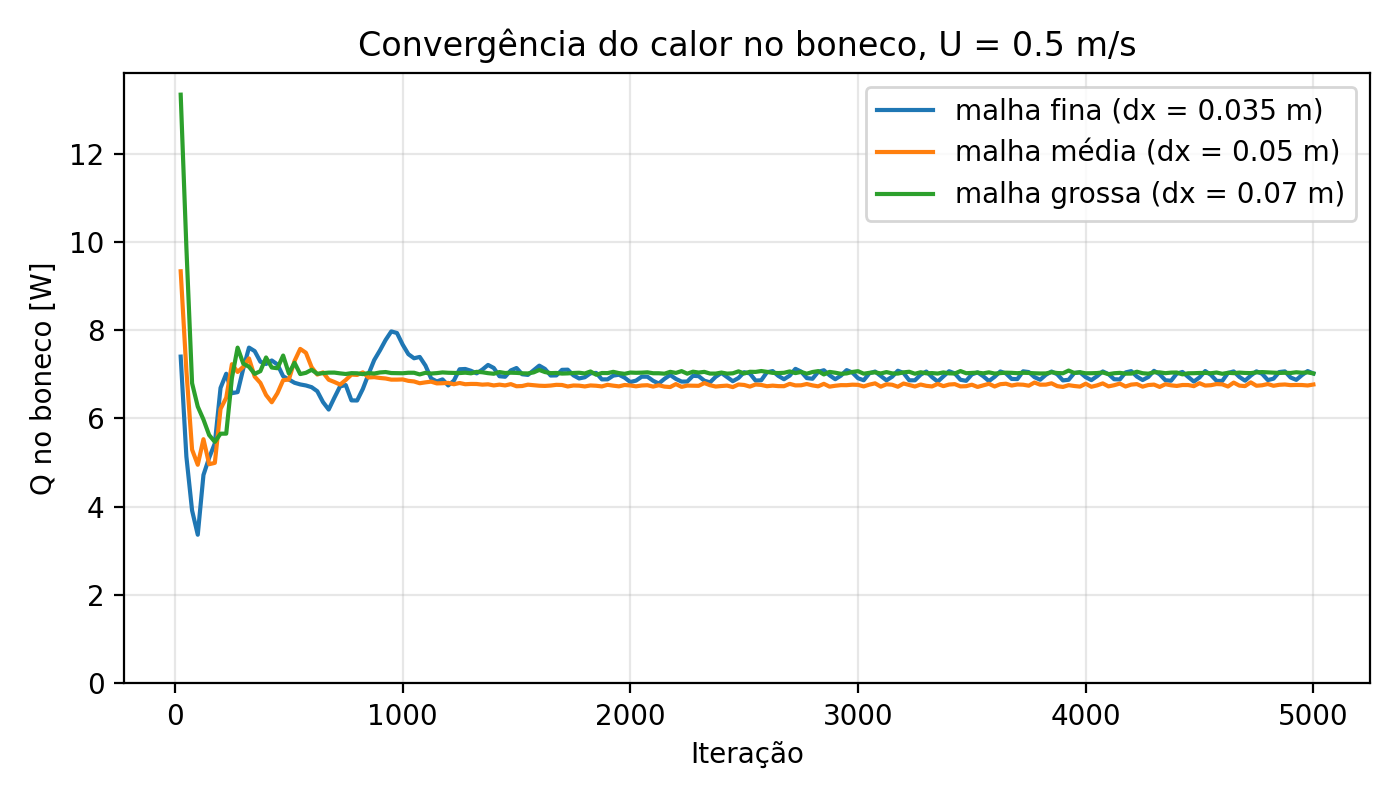 Convergência do calor no boneco, U = 0.5 m/s
malha fina (dx = 0.035 m)
malha média (dx = 0.05 m)
malha grossa (dx = 0.07 m)
Q no boneco [W]
12
10
8
6
4
2
0
0 1000 2000 3000 4000 5000
Iteração